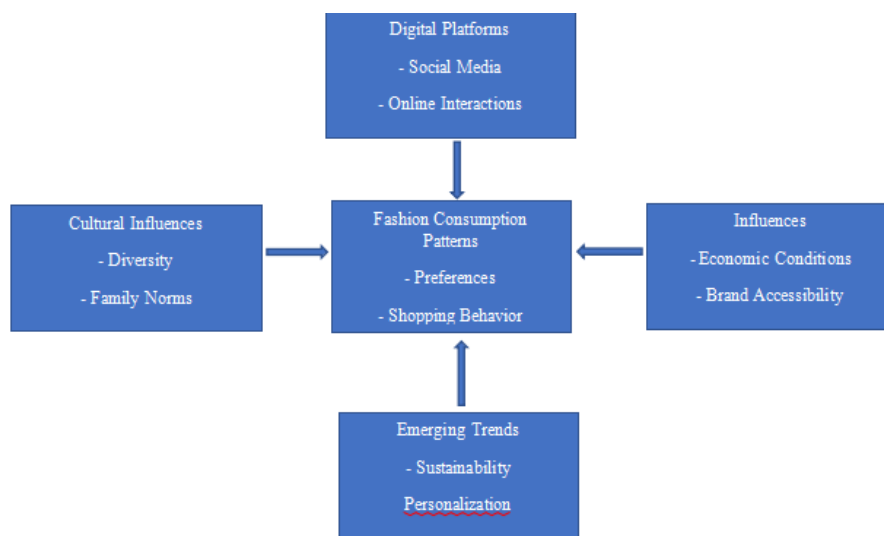 Digital Platforms
- Social Media
- Online Interactions
Cultural Influences
- Diversity
- Family Norms
Fashion Consumption
Patterns
- Preferences
- Shopping Behavior
Influences
- Economic Conditions
- Brand Accessibility
Emerging Trends
- Sustainability
Personalization